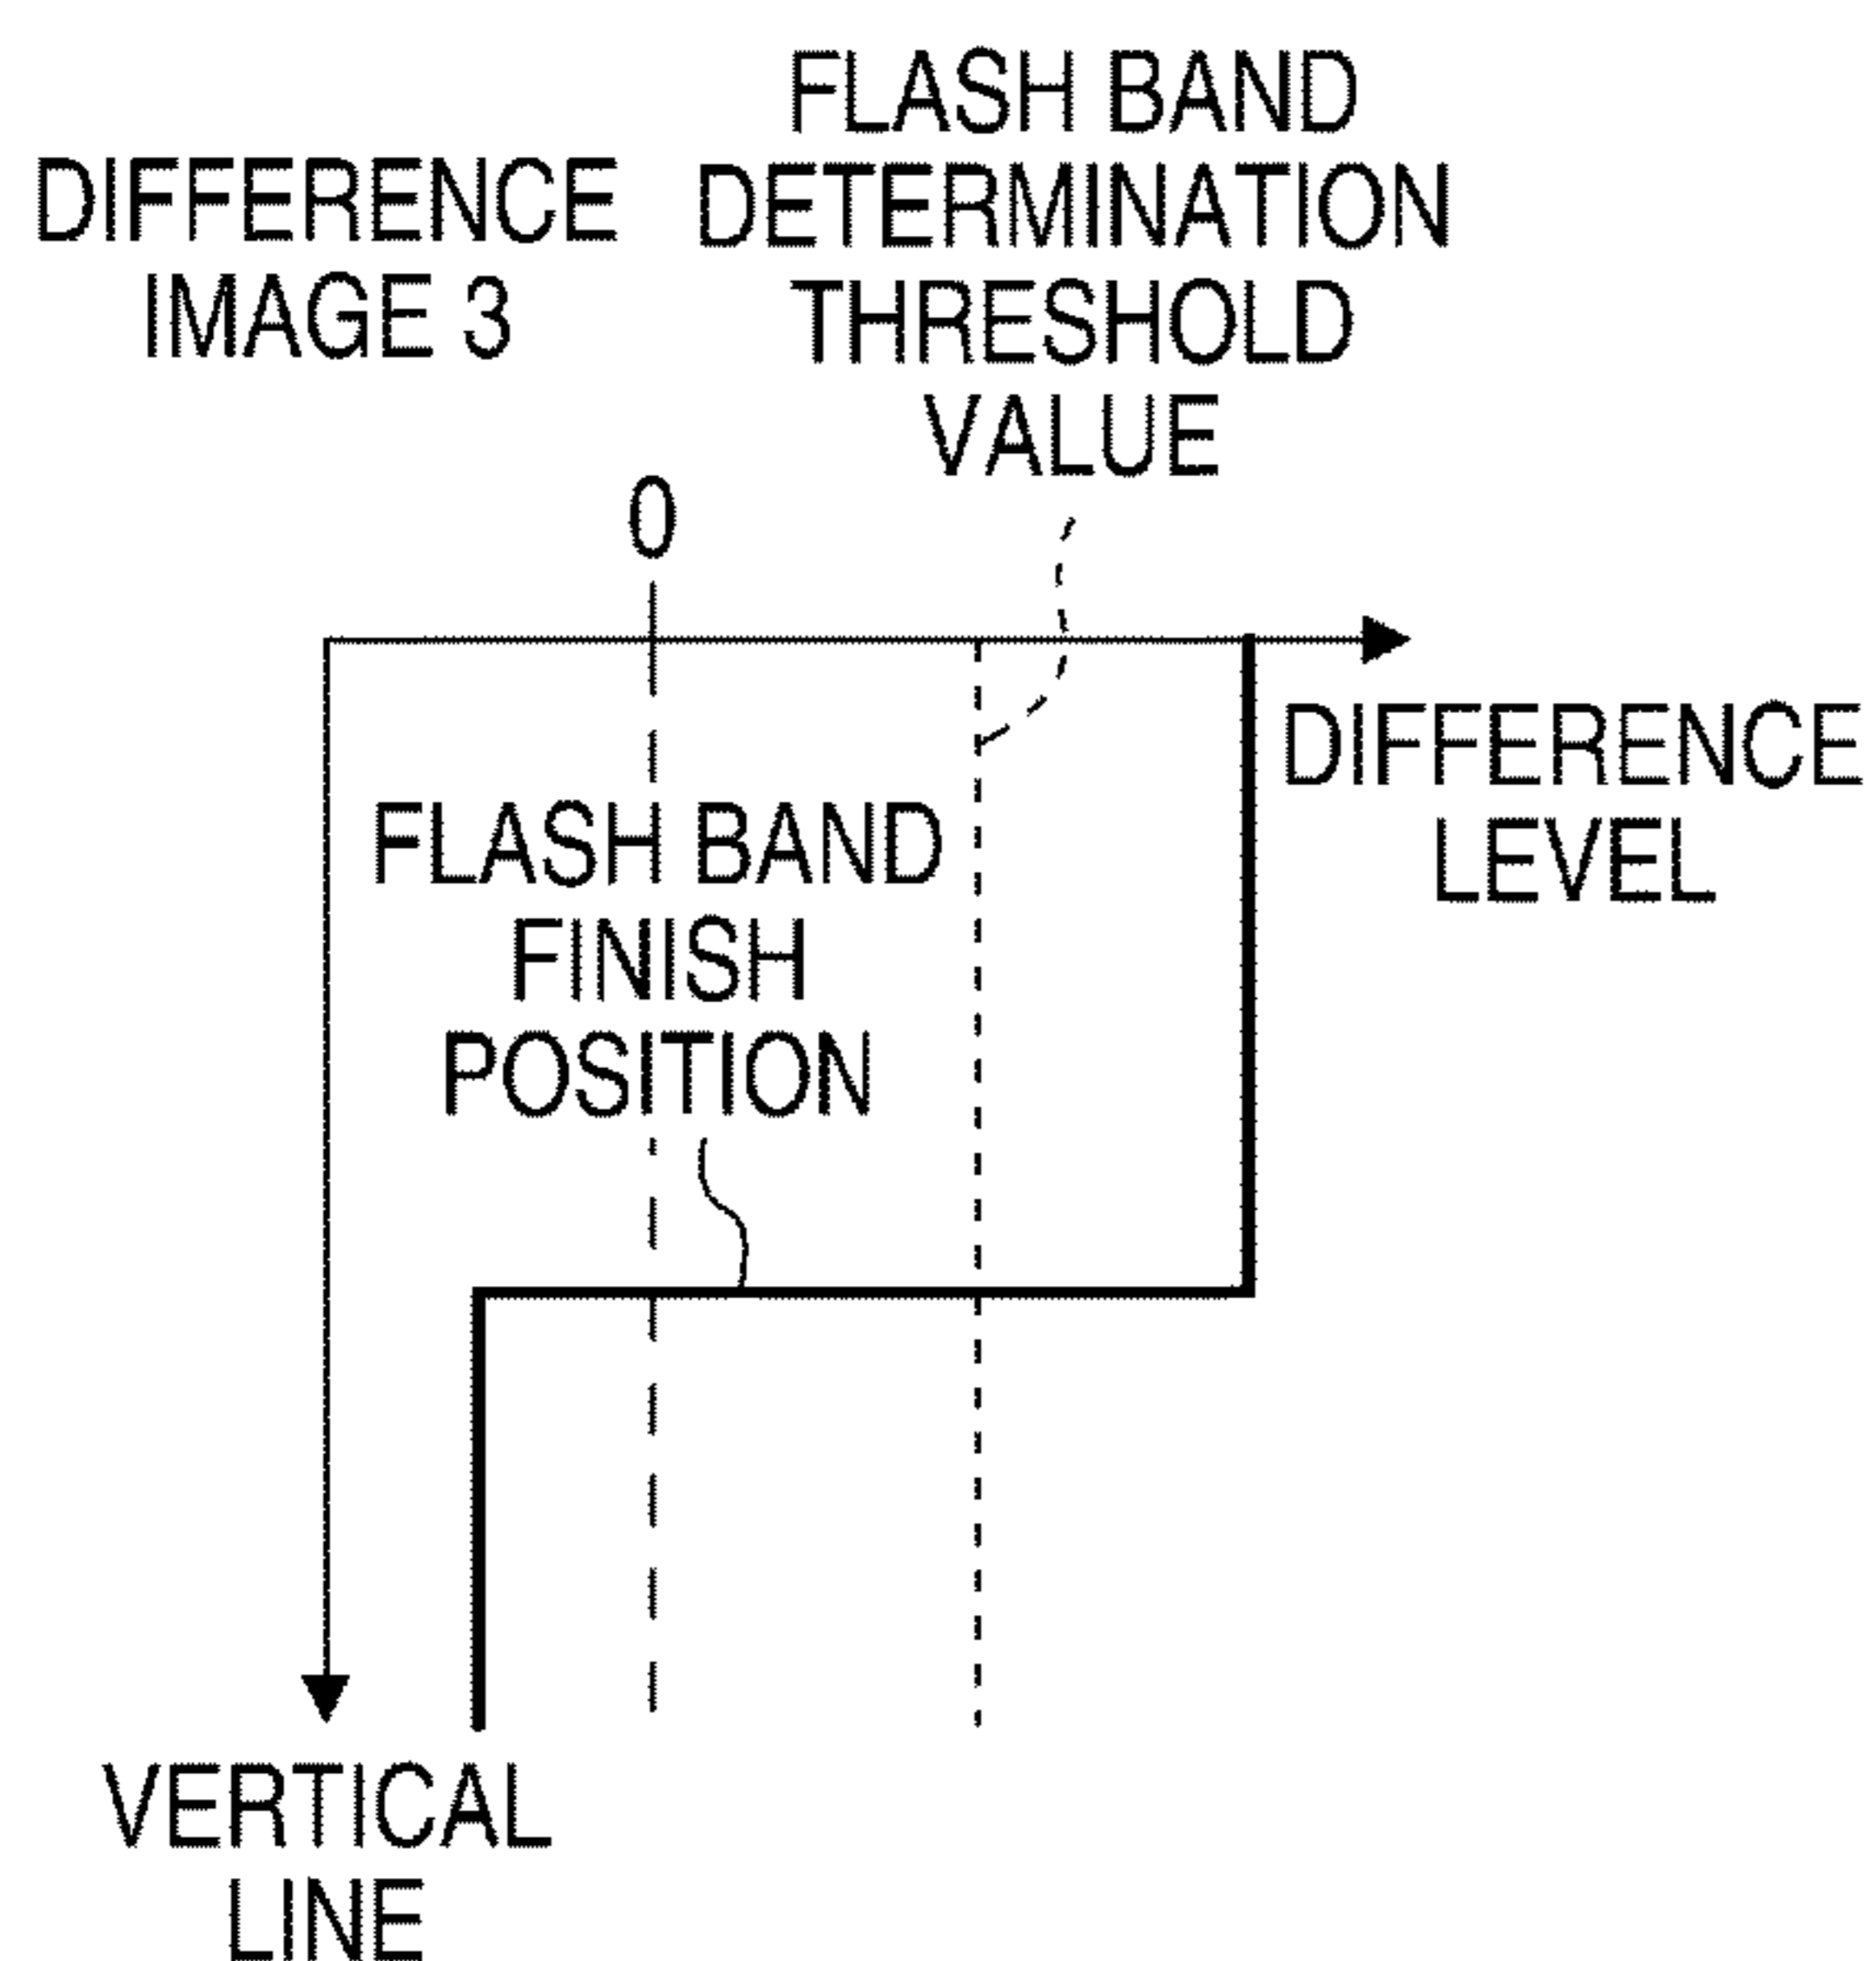 DIFFERENCE
IMAGE 3
FLASH BAND
DETERMINATION
THRESHOLD
VALUE
0
DIFFERENCE
LEVEL
FLASH BAND
FINISH
POSITION
VERTICAL
LINE